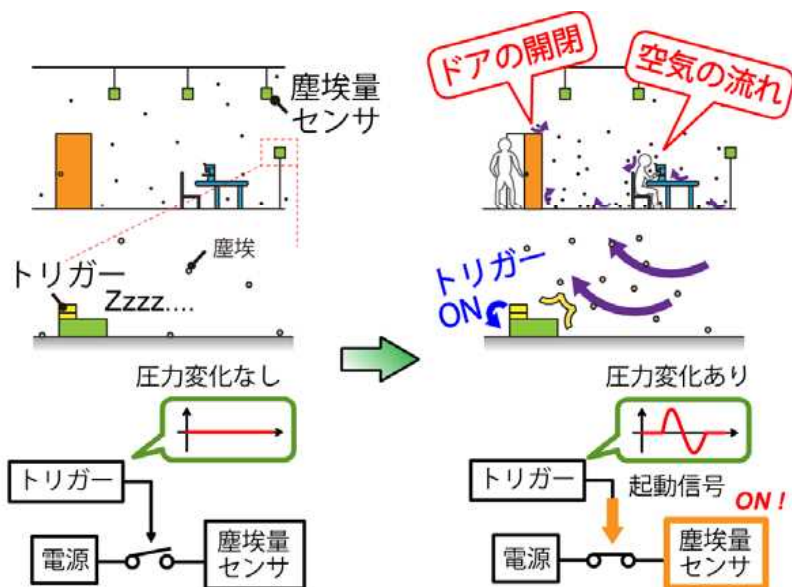 塵埃量
センサ
塵埃
トリガー
Zzzz....
圧力変化なし
トリガー
電源
塵埃量
センサ
ドアの開閉
空気の流れ
トリガー
ON
圧力変化あり
トリガー
起動信号
ON !
電源
塵埃量
センサ